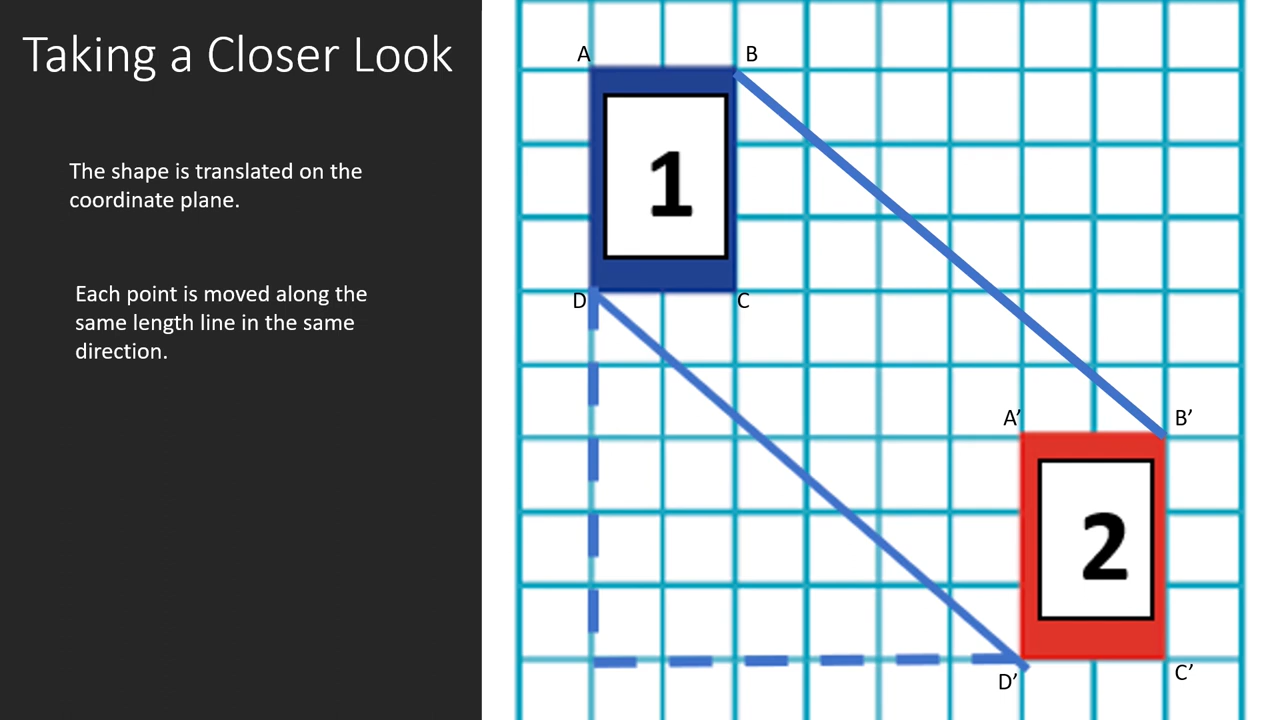 Taking a Closer Look
The shape is translated on the
coordinate plane.
Each point is moved along the
same length line in the same
direction.
A
B
1
D
C
A’
B’
2
D’
C’